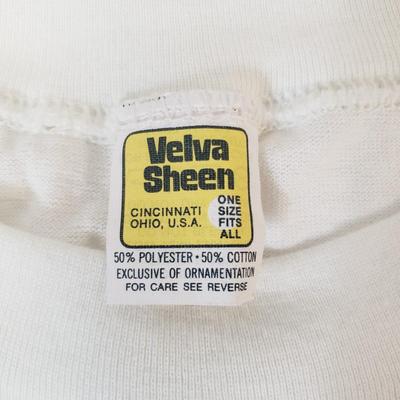 Velva
Sheen
CINCINNATI
OHIO, U.S.A.
ONE
SIZE
FITS
ALL
50% POLYESTER • 50% COTTON
EXCLUSIVE OF ORNAMENTATION
FOR CARE SEE REVERSE